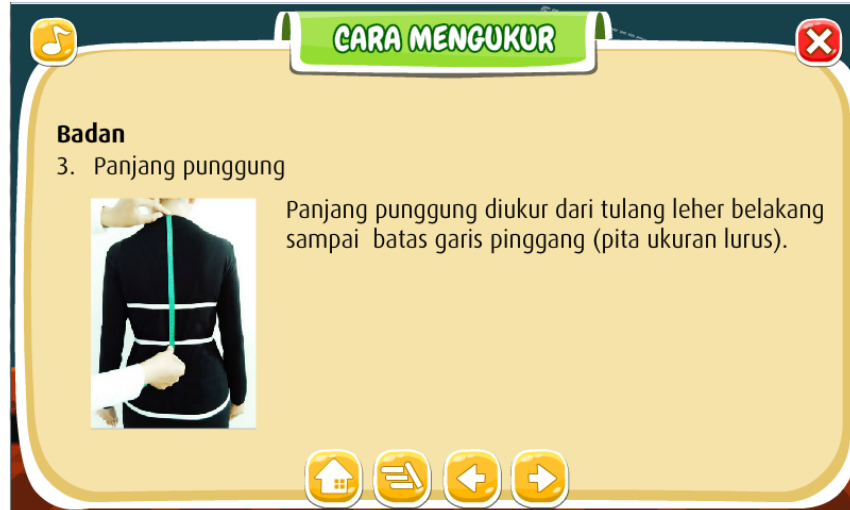 CARA MENGUKUR
Badan
3. Panjang punggung
Panjang punggung diukur dari tulang leher belakang
sampai batas garis pinggang (pita ukuran lurus).